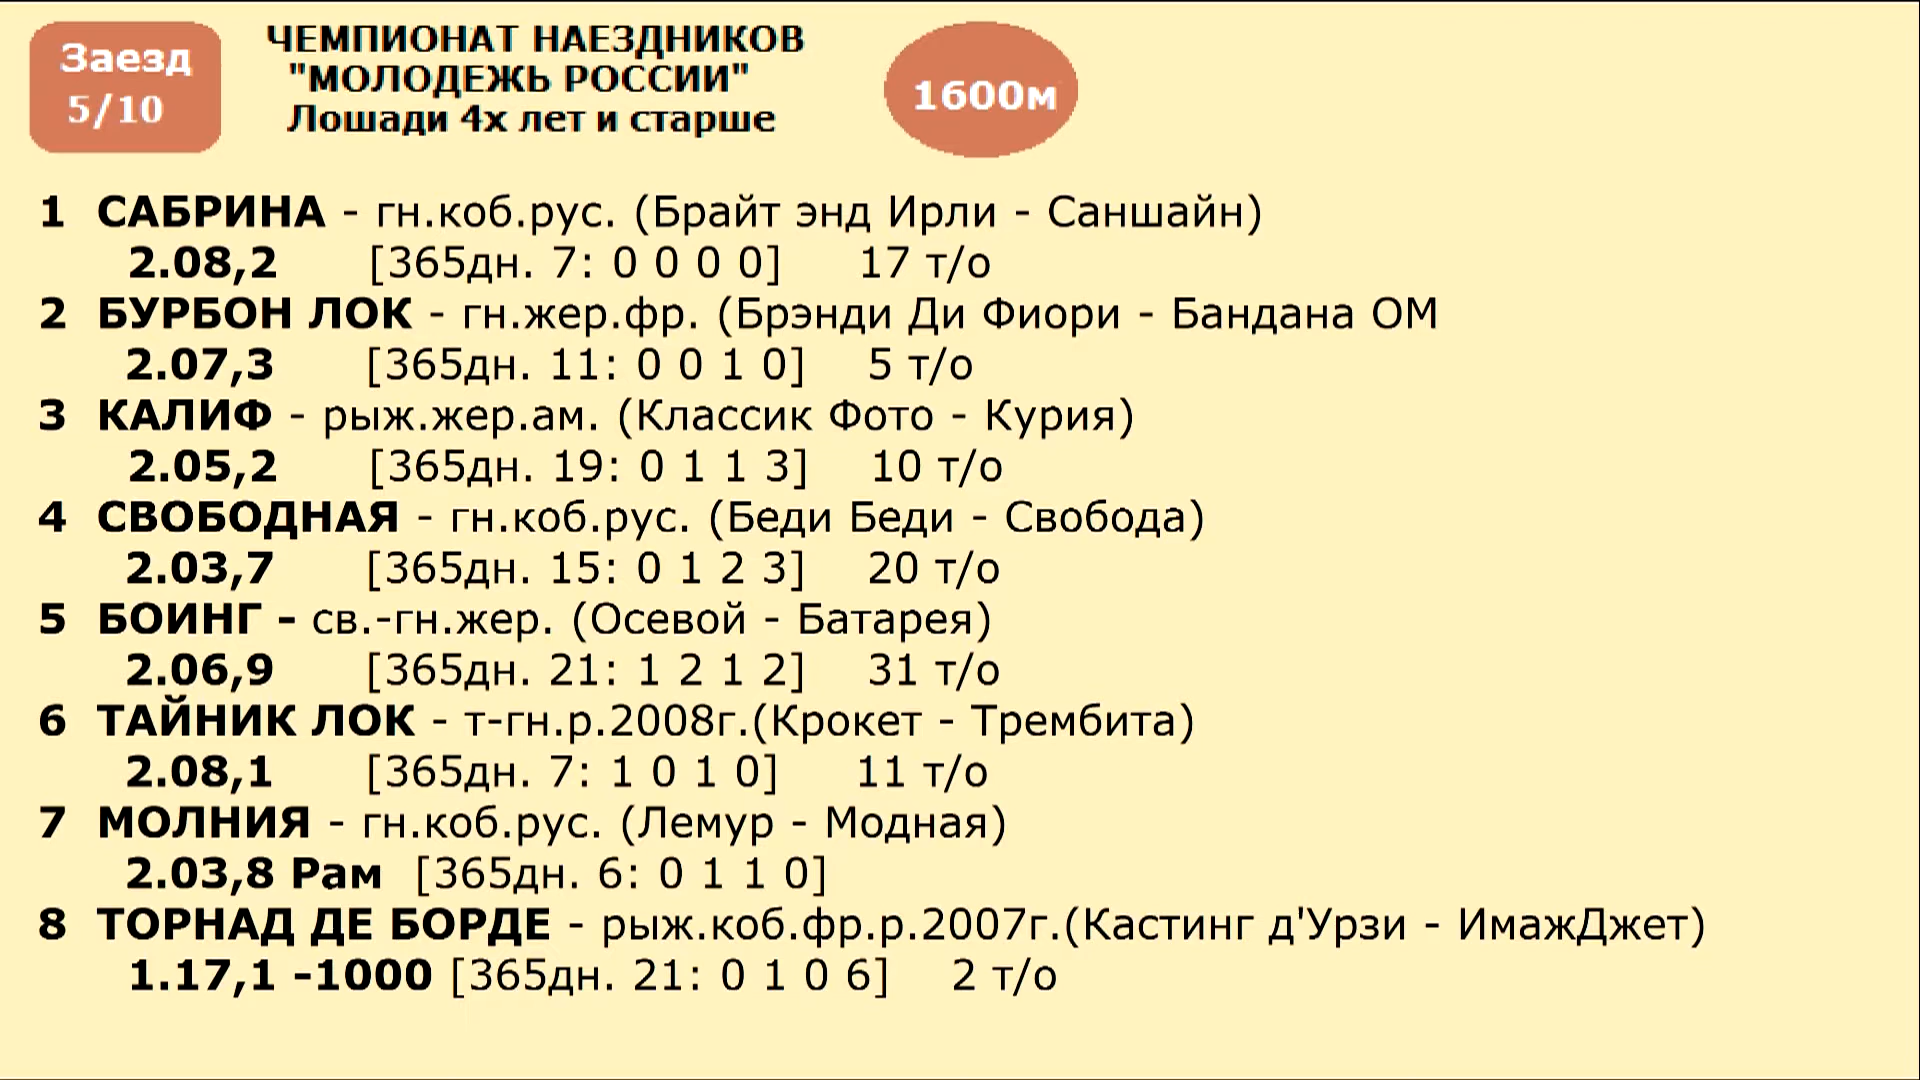 Заезд
5/10
ЧЕМПИОНАТ НАЕЗДНИКОВ
"МОЛОДЕЖЬ РОССИИ"
Лошади 4х лет и старше
1600м
1 САБРИНА - гн.коб.рус. (Брайт энд Ирли - Саншайн)
2.08,2 [365дн. 7: 0 0 0 0] 17 т/о
2 БУРБОН ЛОК - гн.жер.фр. (Брэнди Ди Фиори - Бандана ОМ
2.07,3 [365дн. 11: 0 0 1 0] 5 т/о
3 КАЛИФ - рыж.жер.ам. (Классик Фото - Курия)
2.05,2 [365дн. 19: 0 1 1 3] 10 т/о
4 СВОБОДНАЯ - гн.коб.рус. (Беди Беди - Свобода)
2.03,7 [365дн. 15: 0 1 2 3] 20 т/о
5 БОИНГ - св.-гн.жер. (Осевой - Батарея)
2.06,9 [365дн. 21: 1 2 1 2] 31 т/о
6 ТАЙНИК ЛОК - т-гн.р.2008г.(Крокет - Трембита)
2.08,1 [365дн. 7: 1 0 1 0] 11 т/о
7 МОЛНИЯ - гн.коб.рус. (Лемур - Модная)
2.03,8 Рам [365дн. 6: 0 1 1 0]
8 ТОРНАД ДЕ БОРДЕ - рыж.коб.фр.р.2007г.(Кастинг д'Урзи - ИмажДжет)
1.17,1 -1000 [365дн. 21: 0 1 0 6] 2 т/о